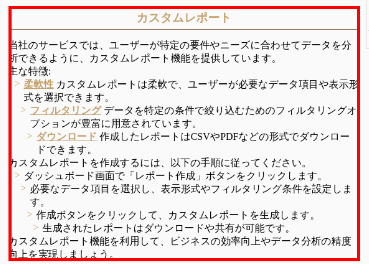 カスタムレポート
当社のサービスでは、ユーザーが特定の要件やニーズに合わせてデータを分
析できるように、カスタムレポート機能を提供しています。
主な特徴:
> 柔軟性 カスタムレポートは柔軟で、ユーザーが必要なデータ項目や表示形
式を選択できます。
> フィルタリング データを特定の条件で絞り込むためのフィルタリングオ
プションが豊富に用意されています。
> ダウンロード 作成したレポートはCSVやPDFなどの形式でダウンロー
ドできます。
カスタムレポートを作成するには、以下の手順に従ってください。
> ダッシュボード画面で「レポート作成」ボタンをクリックします。
> 必要なデータ項目を選択し、表示形式やフィルタリング条件を設定しま
す。
> 作成ボタンをクリックして、カスタムレポートを生成します。
> 生成されたレポートはダウンロードや共有が可能です。
カスタムレポート機能を利用して、ビジネスの効率向上やデータ分析の精度
向上を実現しましょう。